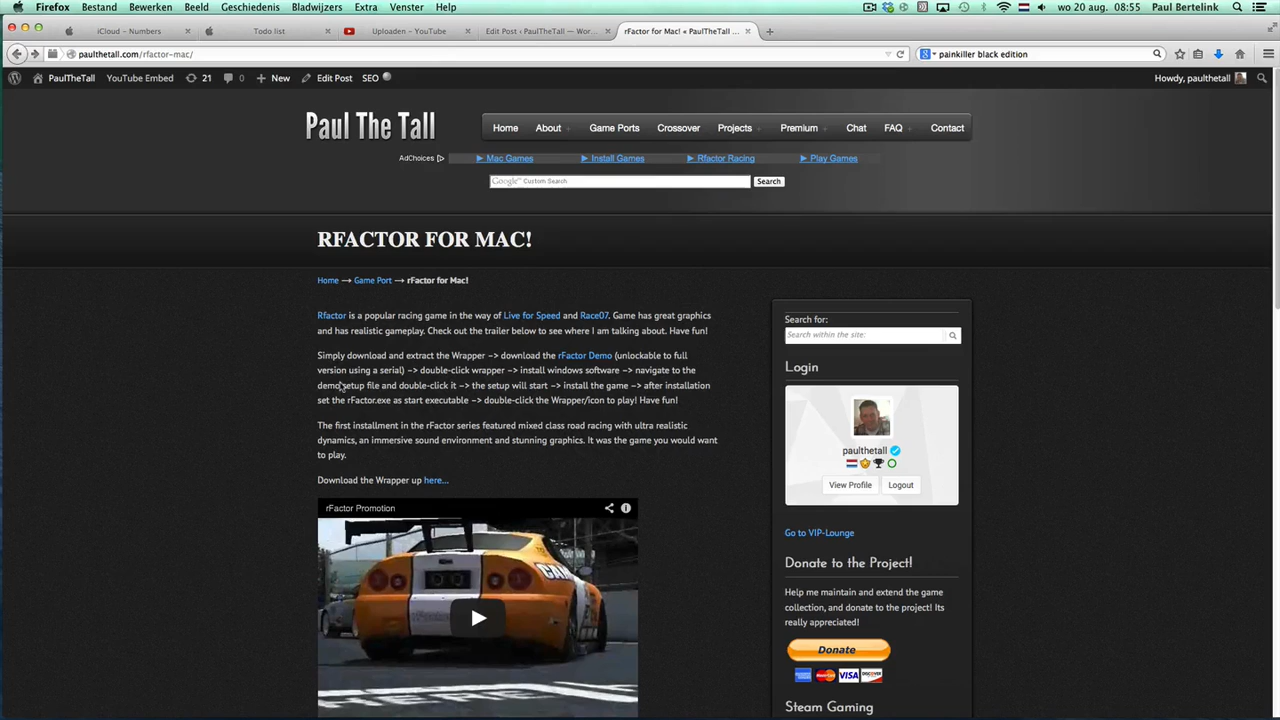 Firefox Bestand Bewerken Beeld Geschiedenis Bladwijzers Extra Venster Help wo 20 aug. 08:55 Paul Bertelink
iCloud – Numbers Todo list Uploaden – YouTube Edit Post ‹ PaulTheTall — Wor... rFactor for Mac! « PaulTheTall ...
paulthetall.com/rfactor-mac/ painkiller black edition
PaulTheTall YouTube Embed 21 0 New Edit Post SEO Howdy, paulthetall
Paul The Tall Home About Game Ports Crossover Projects Premium Chat FAQ Contact
AdChoices Mac Games Install Games Rfactor Racing Play Games
Google™ Custom Search Search
RFACTOR FOR MAC!
Home → Game Port → rFactor for Mac!
Rfactor is a popular racing game in the way of Live for Speed and Race07. Game has great graphics
and has realistic gameplay. Check out the trailer below to see where I am talking about. Have fun!
Simply download and extract the Wrapper –> download the rFactor Demo (unlockable to full
version using a serial) –> double-click wrapper –> install windows software –> navigate to the
demo setup file and double-click it –> the setup will start –> install the game –> after installation
set the rFactor.exe as start executable –> double-click the Wrapper/icon to play! Have fun!
The first installment in the rFactor series featured mixed class road racing with ultra realistic
dynamics, an immersive sound environment and stunning graphics. It was the game you would want
to play.
Download the Wrapper up here...
rFactor Promotion
Search for:
Search within the site:
Login
paulthetall
View Profile Logout
Go to VIP-Lounge
Donate to the Project!
Help me maintain and extend the game
collection, and donate to the project! Its
really appreciated!
Donate
VISA
Steam Gaming